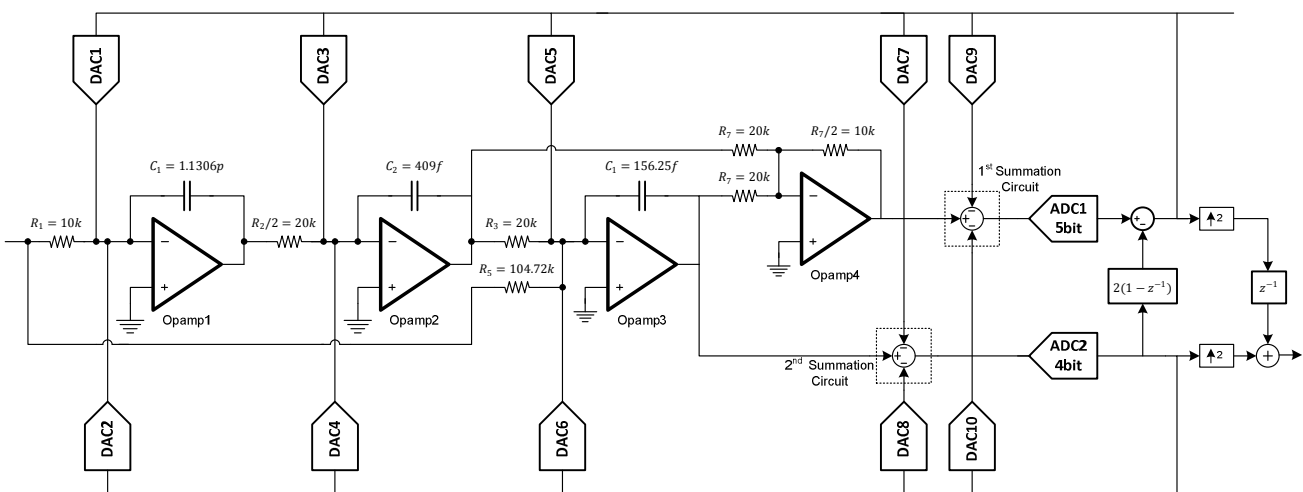 DAC1
DAC3
DAC5
DAC7
DAC9
R₇ = 20k
R₇/2 = 10k
C₁ = 1.1306p
C₂ = 409f
C₁ = 156.25f
R₇ = 20k
1st Summation
Circuit
R₁ = 10k
R₂/2 = 20k
R₃ = 20k
ADC1
5bit
↑2
R₅ = 104.72k
Opamp4
2(1 − z⁻¹)
z⁻¹
Opamp1
Opamp2
Opamp3
2nd Summation
Circuit
ADC2
4bit
↑2
DAC2
DAC4
DAC6
DAC8
DAC10